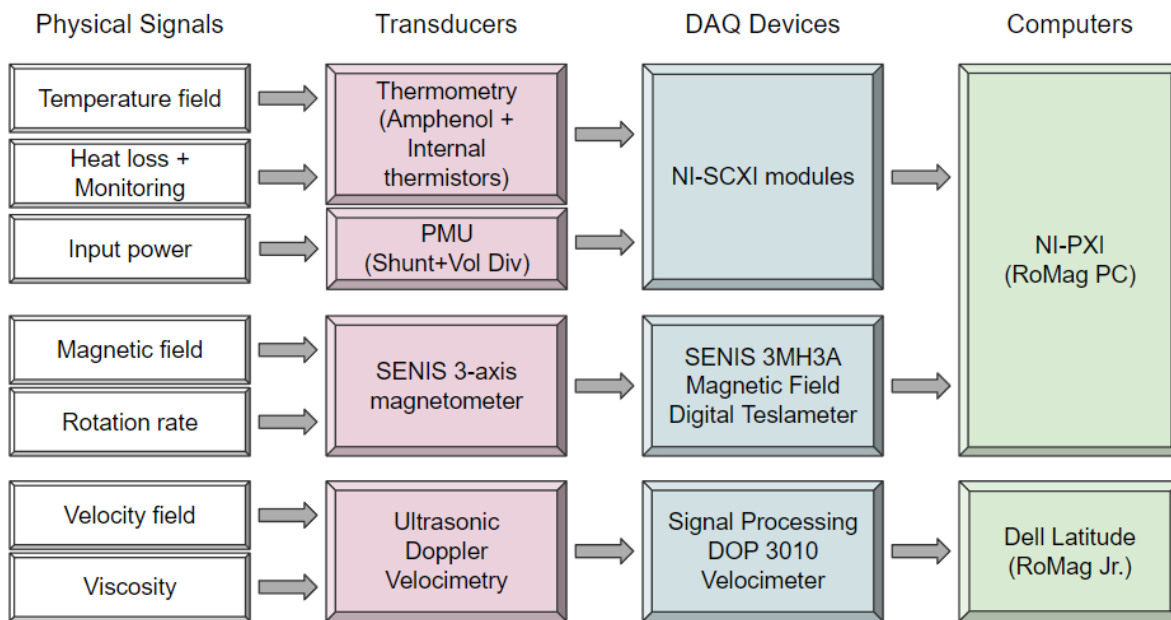 Physical Signals
Transducers
DAQ Devices
Computers
Temperature field
Heat loss +
Monitoring
Input power
Thermometry
(Amphenol +
Internal
thermistors)
PMU
(Shunt+Vol Div)
NI-SCXI modules
NI-PXI
(RoMag PC)
Magnetic field
Rotation rate
SENIS 3-axis
magnetometer
SENIS 3MH3A
Magnetic Field
Digital Teslameter
Velocity field
Viscosity
Ultrasonic
Doppler
Velocimetry
Signal Processing
DOP 3010
Velocimeter
Dell Latitude
(RoMag Jr.)